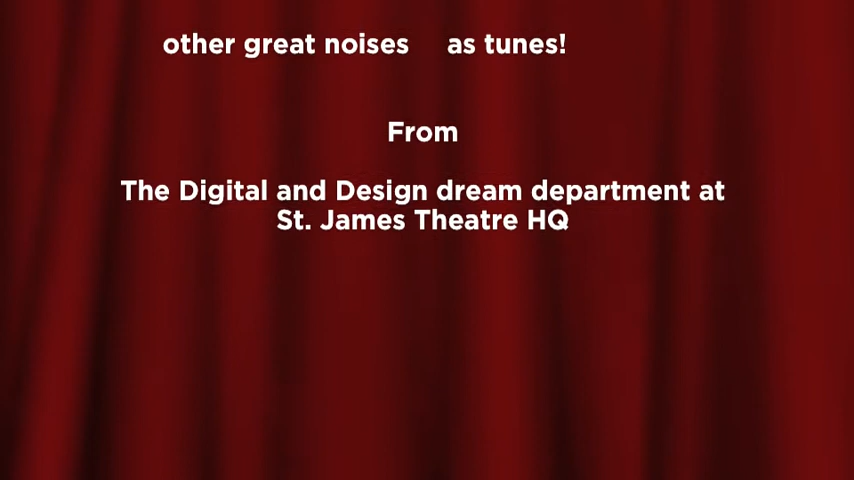 other great noises as tunes!
From
The Digital and Design dream department at
St. James Theatre HQ